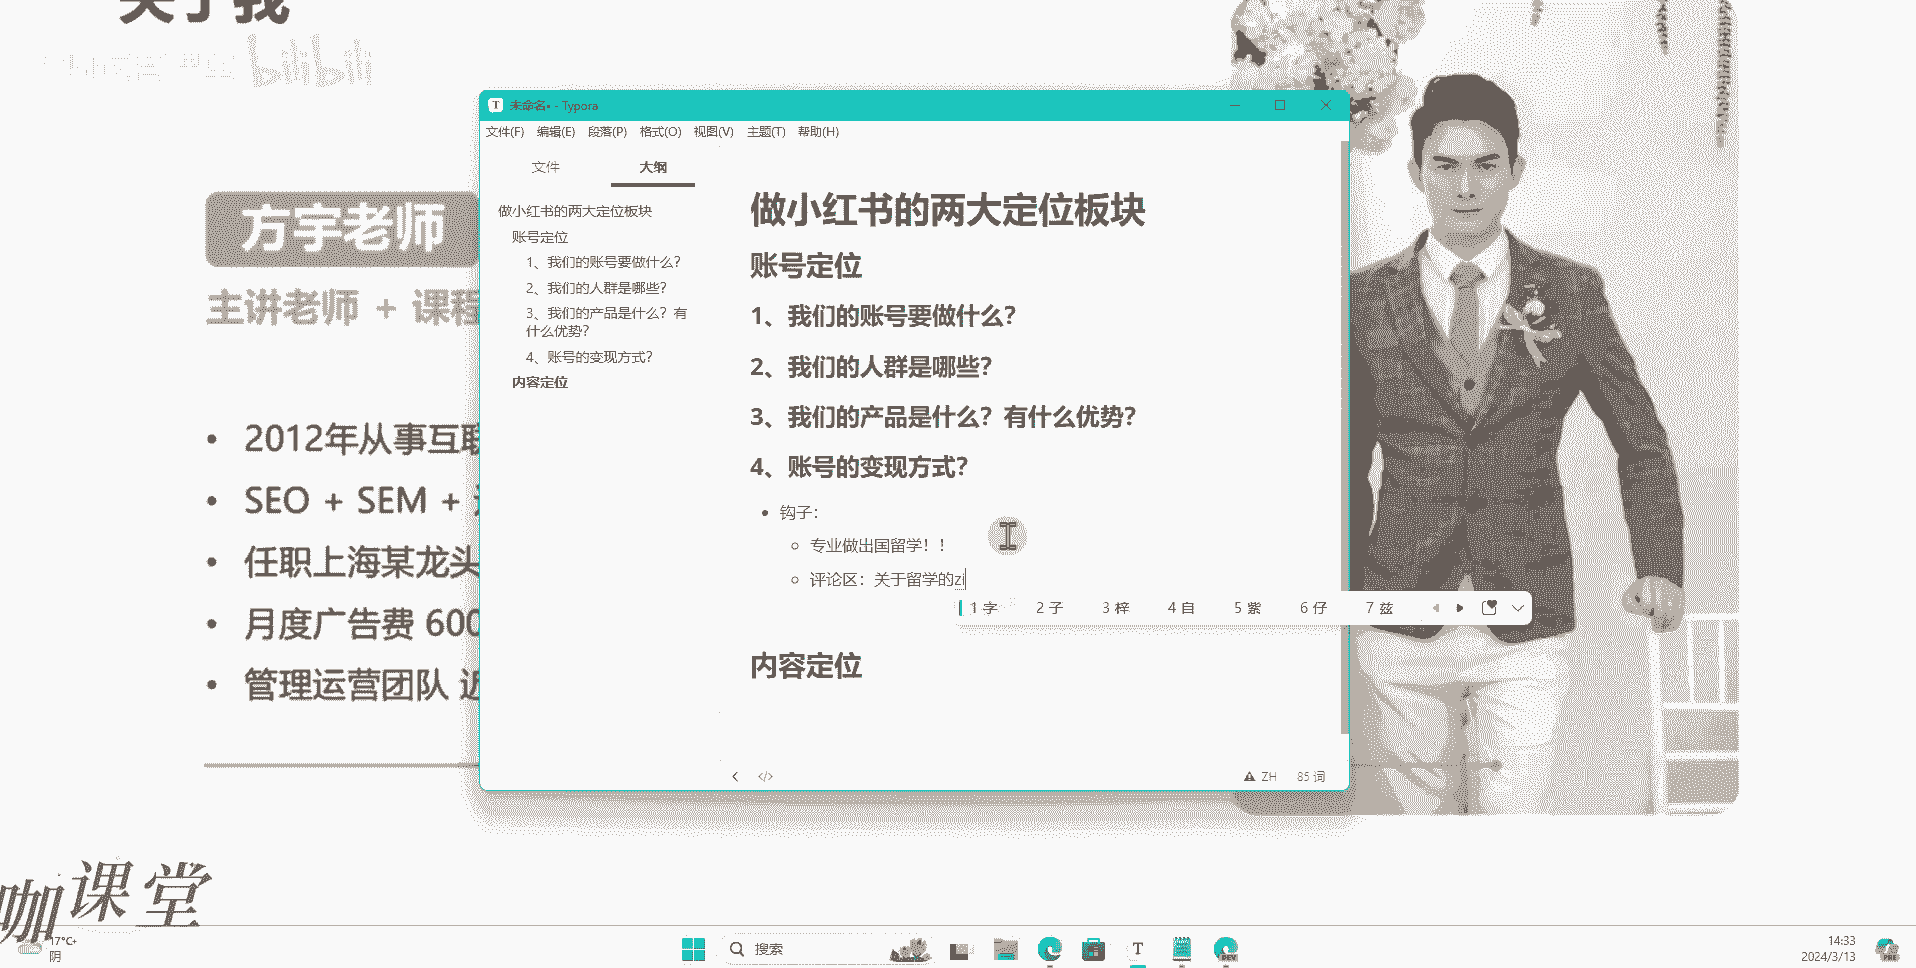 关于我
bilibili
未命名• - Typora
文件(F) 编辑(E) 段落(P) 格式(O) 视图(V) 主题(T) 帮助(H)
文件 大纲
做小红书的两大定位板块
账号定位
1、我们的账号要做什么？
2、我们的人群是哪些？
3、我们的产品是什么？有
什么优势？
4、账号的变现方式？
内容定位
做小红书的两大定位板块
账号定位
1、我们的账号要做什么？
2、我们的人群是哪些？
3、我们的产品是什么？有什么优势？
4、账号的变现方式？
钩子：
专业做出国留学！！
评论区：关于留学的zi
1 字 2 子 3 梓 4 自 5 紫 6 仔 7 兹
内容定位
ZH 85 词
方宇老师
主讲老师 + 课程
• 2012年从事互联
• SEO + SEM +
• 任职上海某龙头
• 月度广告费 600
• 管理运营团队 近
咖课堂
17°C
阴
搜索
T
DEV
14:33
2024/3/13
PRE